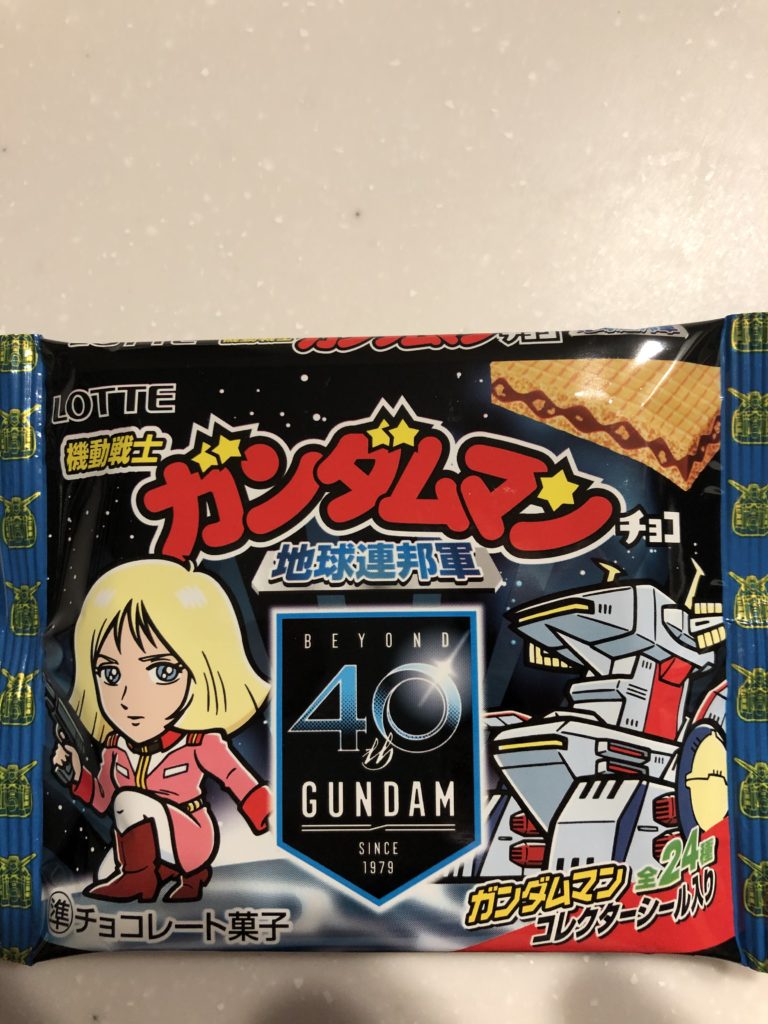 LOTTE
機動戦士
ガンダムマン
チョコ
地球連邦軍
BEYOND
40th
GUNDAM
SINCE
1979
ガンダムマン 全24種
コレクターシール入り
準チョコレート菓子